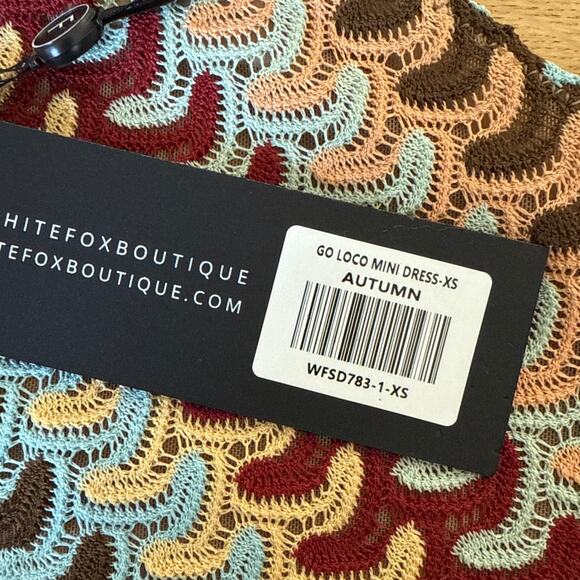 HITEFOXBOUTIQUE
TEFOXBOUTIQUE.COM
GO LOCO MINI DRESS-XS
AUTUMN
WFSD783-1-XS